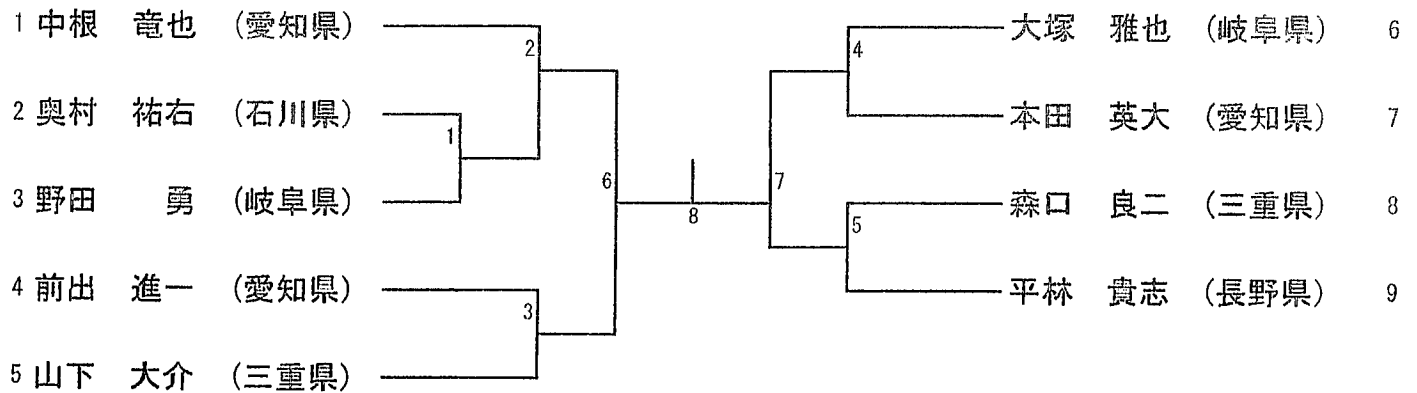 1 中根 竜也 (愛知県)
2 奥村 祐右 (石川県)
3 野田 勇 (岐阜県)
4 前出 進一 (愛知県)
5 山下 大介 (三重県)
2
1
6
3
8
4
7
5
大塚 雅也 (岐阜県) 6
本田 英大 (愛知県) 7
森口 良二 (三重県) 8
平林 貴志 (長野県) 9